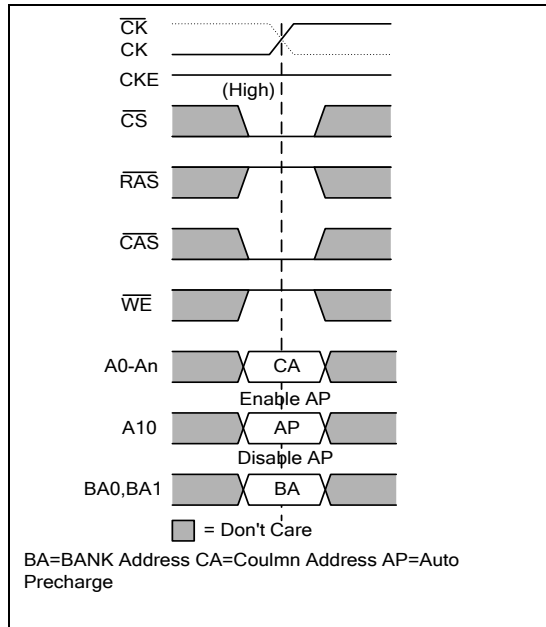 CK
CK
CKE
(High)
CS
RAS
CAS
WE
A0-An
CA
Enable AP
A10
AP
Disable AP
BA0,BA1
BA
= Don't Care
BA=BANK Address CA=Coulmn Address AP=Auto
Precharge